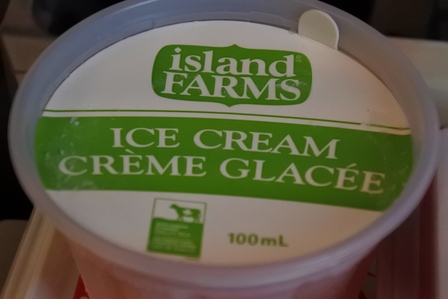 island
FARMS
ICE CREAM
CRÈME GLACÉE
100mL